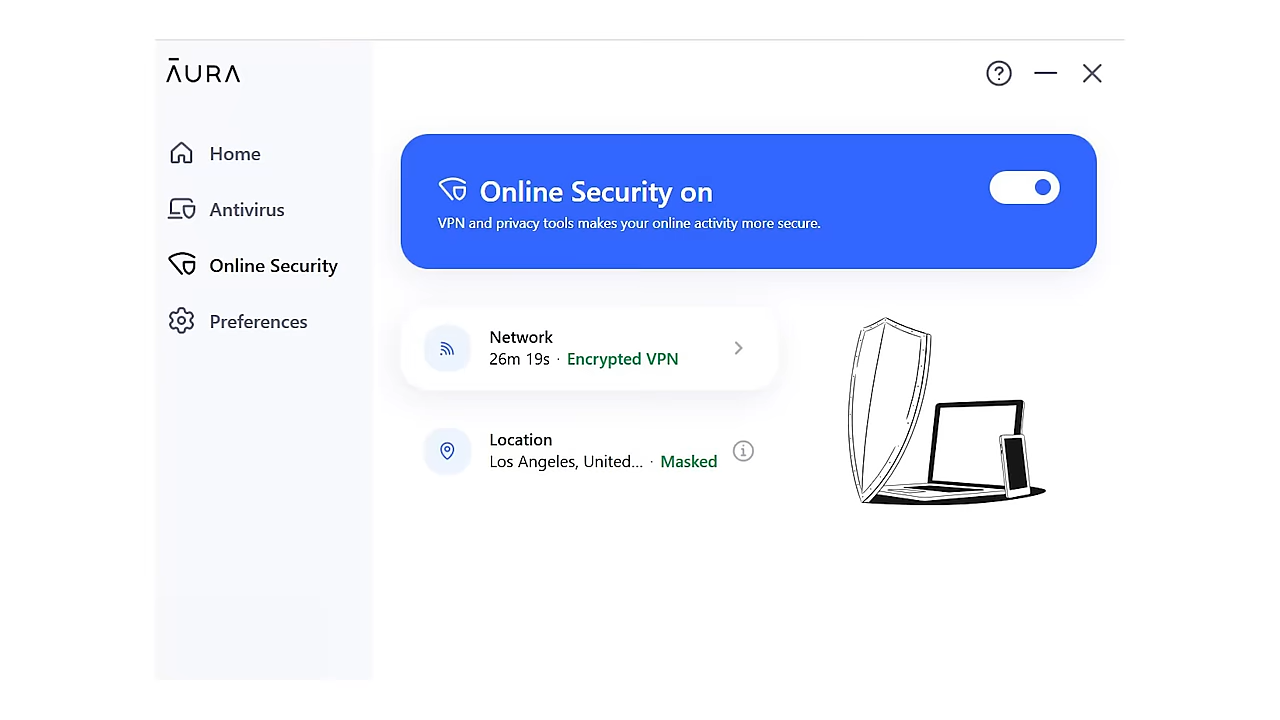 ĀURA
Home
Antivirus
Online Security
Preferences
Online Security on
VPN and privacy tools makes your online activity more secure.
Network
26m 19s · Encrypted VPN
Location
Los Angeles, United... · Masked